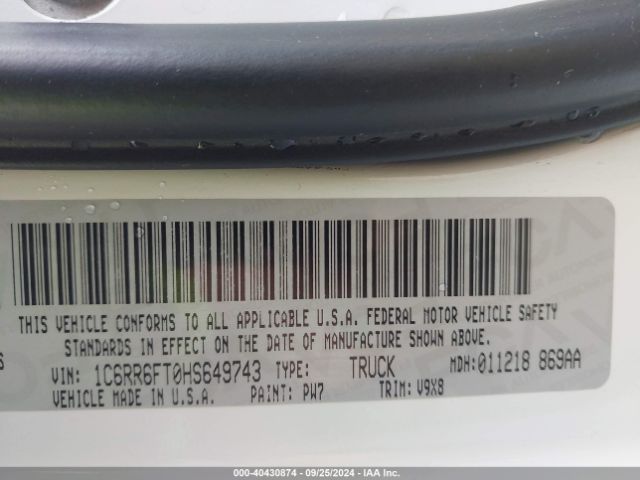 THIS VEHICLE CONFORMS TO ALL APPLICABLE U.S.A. FEDERAL MOTOR VEHICLE SAFETY
STANDARDS IN EFFECT ON THE DATE OF MANUFACTURE SHOWN ABOVE.
VIN: 1C6RR6FT0HS649743 TYPE: TRUCK MDH:011218 869AA
VEHICLE MADE IN U.S.A. PAINT: PW7 TRIM: V9X8
000-40430874 | 09/25/2024 | IAA Inc.